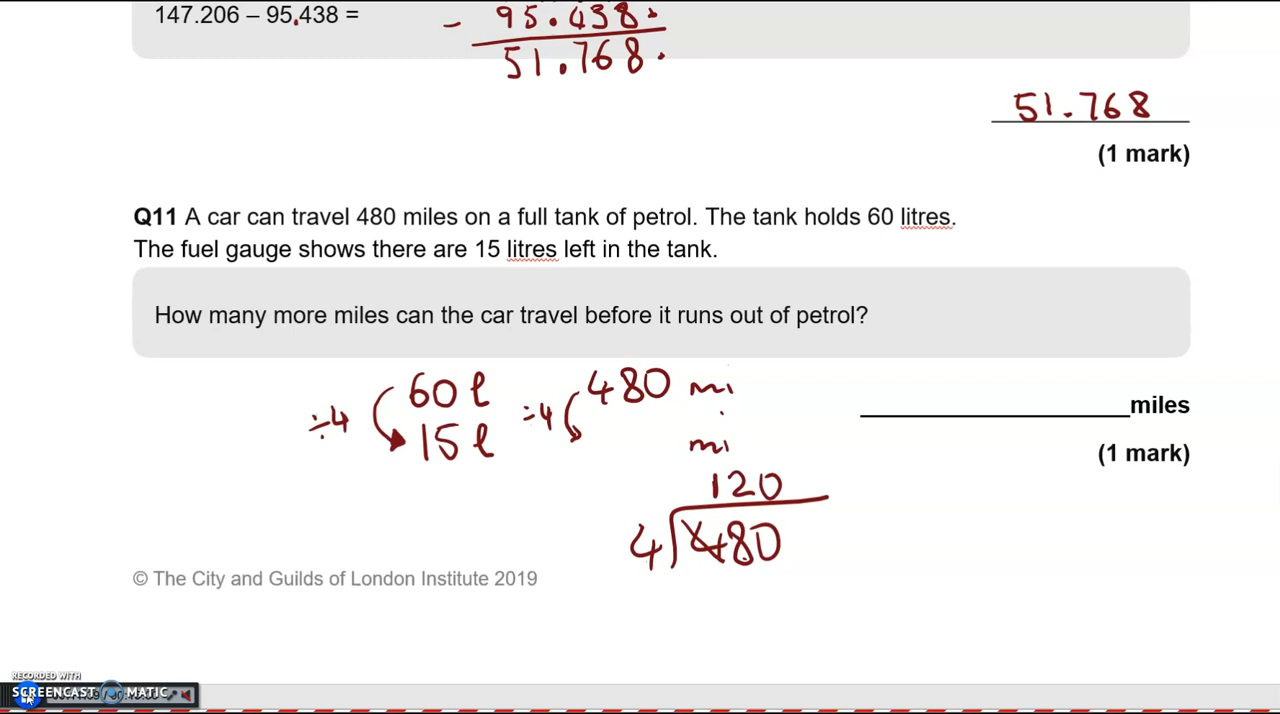 147.206 – 95.438 =
- 95.438
51.768
51.768
(1 mark)
Q11 A car can travel 480 miles on a full tank of petrol. The tank holds 60 litres.
The fuel gauge shows there are 15 litres left in the tank.
How many more miles can the car travel before it runs out of petrol?
÷4 60 l ÷4 480 mi
15 l mi
miles
(1 mark)
120
4 480
© The City and Guilds of London Institute 2019
RECORDED WITH
SCREENCAST MATIC